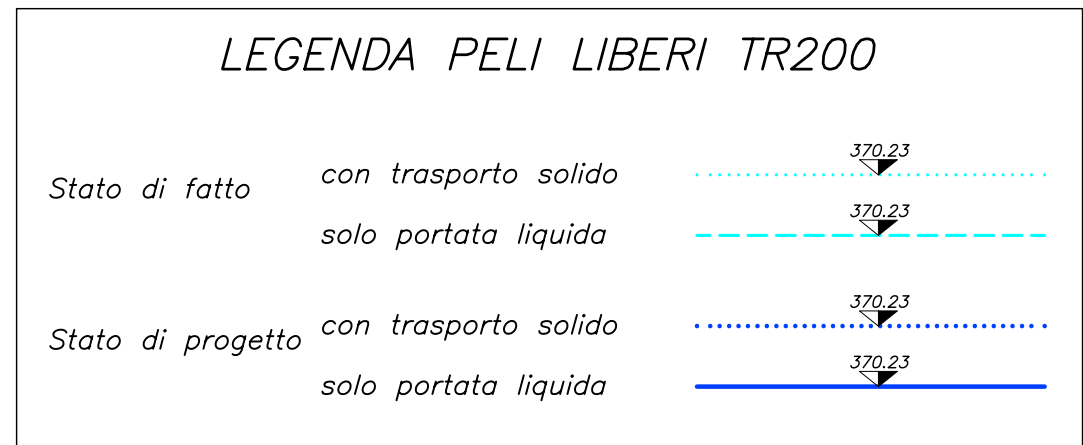 LEGENDA PELI LIBERI TR200
Stato di fatto
con trasporto solido
370.23
solo portata liquida
370.23
Stato di progetto
con trasporto solido
370.23
solo portata liquida
370.23